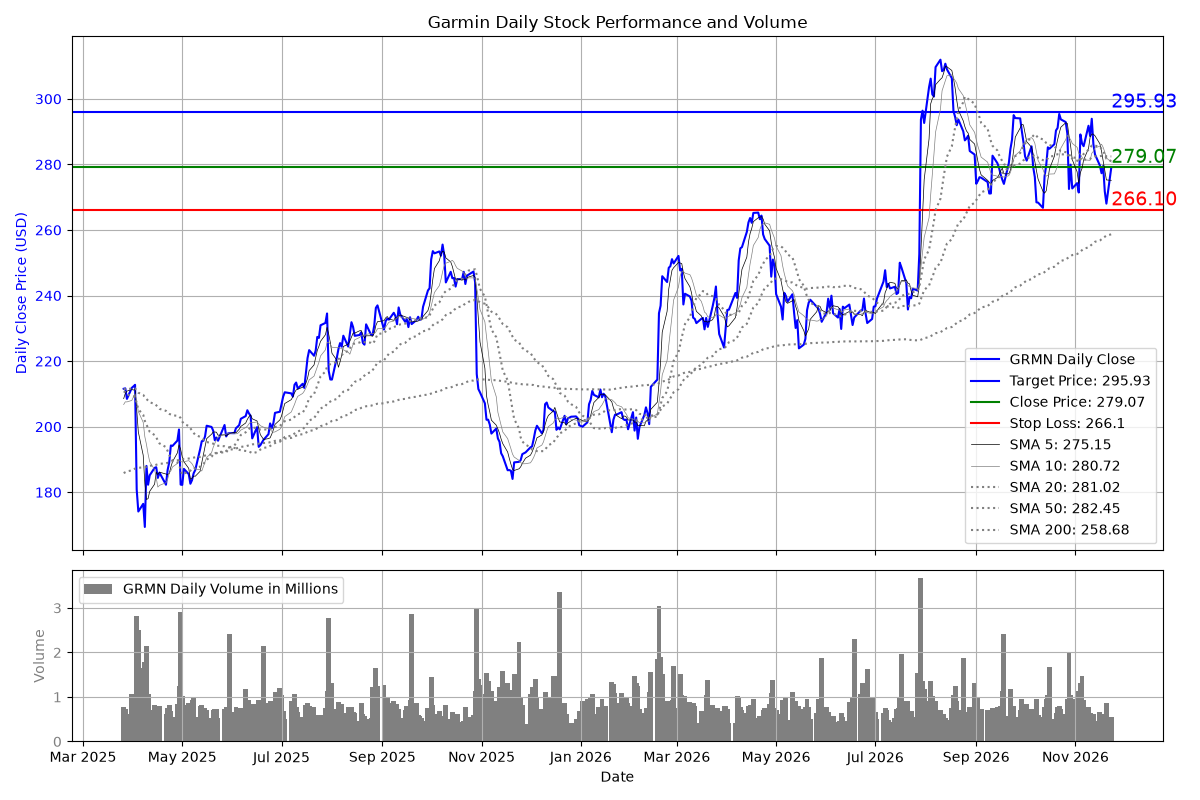 Garmin Daily Stock Performance and Volume
Daily Close Price (USD)
300
280
260
240
220
200
180
295.93
279.07
266.10
GRMN Daily Close
Target Price: 295.93
Close Price: 279.07
Stop Loss: 266.1
SMA 5: 275.15
SMA 10: 280.72
SMA 20: 281.02
SMA 50: 282.45
SMA 200: 258.68
GRMN Daily Volume in Millions
Volume
3
2
1
0
Mar 2025 May 2025 Jul 2025 Sep 2025 Nov 2025 Jan 2026 Mar 2026 May 2026 Jul 2026 Sep 2026 Nov 2026
Date